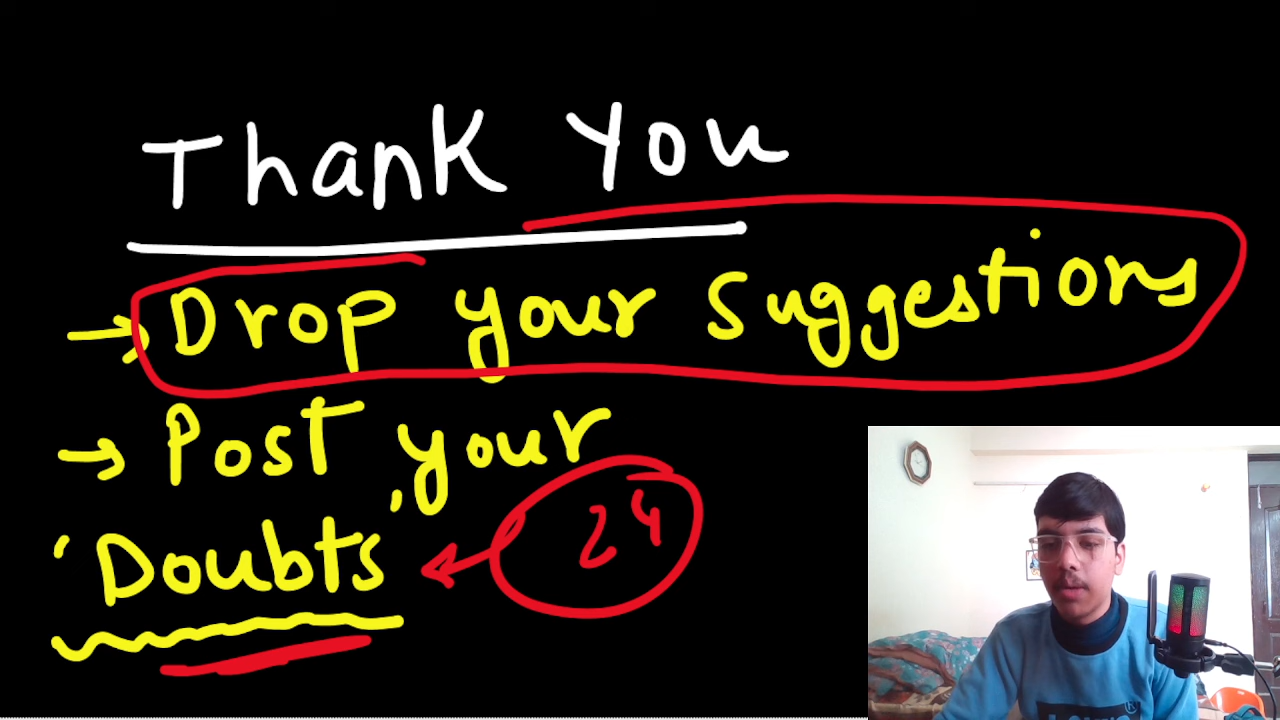 Thank You
→ Drop your Suggestions
→ Post your
'Doubts' ← 24